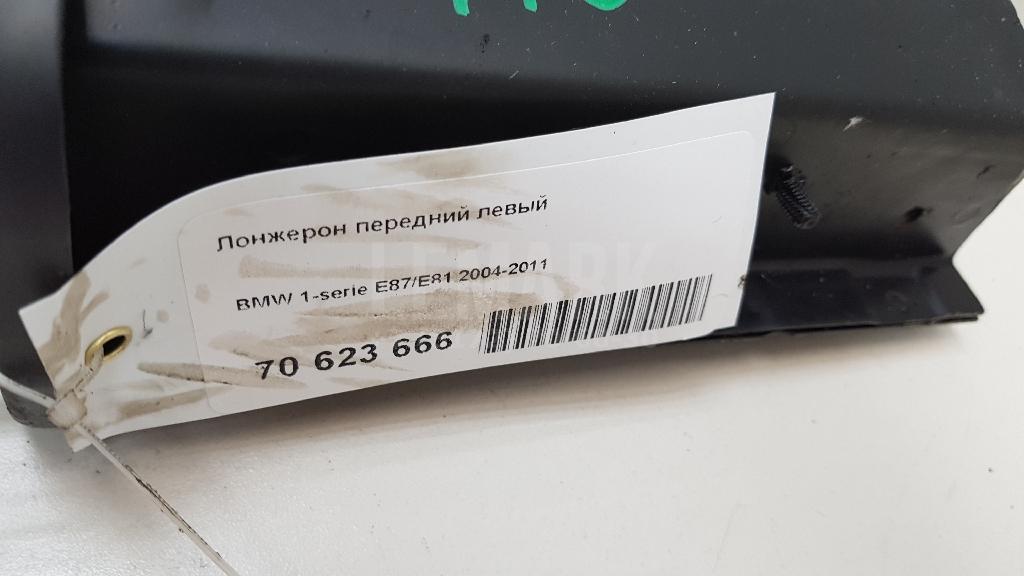 Лонжерон передний левый
BMW 1-serie E87/E81 2004-2011
70 623 666